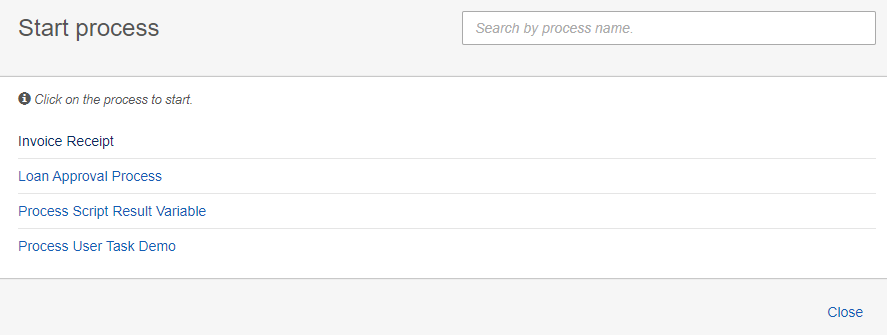 Start process
Search by process name.
Click on the process to start.
Invoice Receipt
Loan Approval Process
Process Script Result Variable
Process User Task Demo
Close